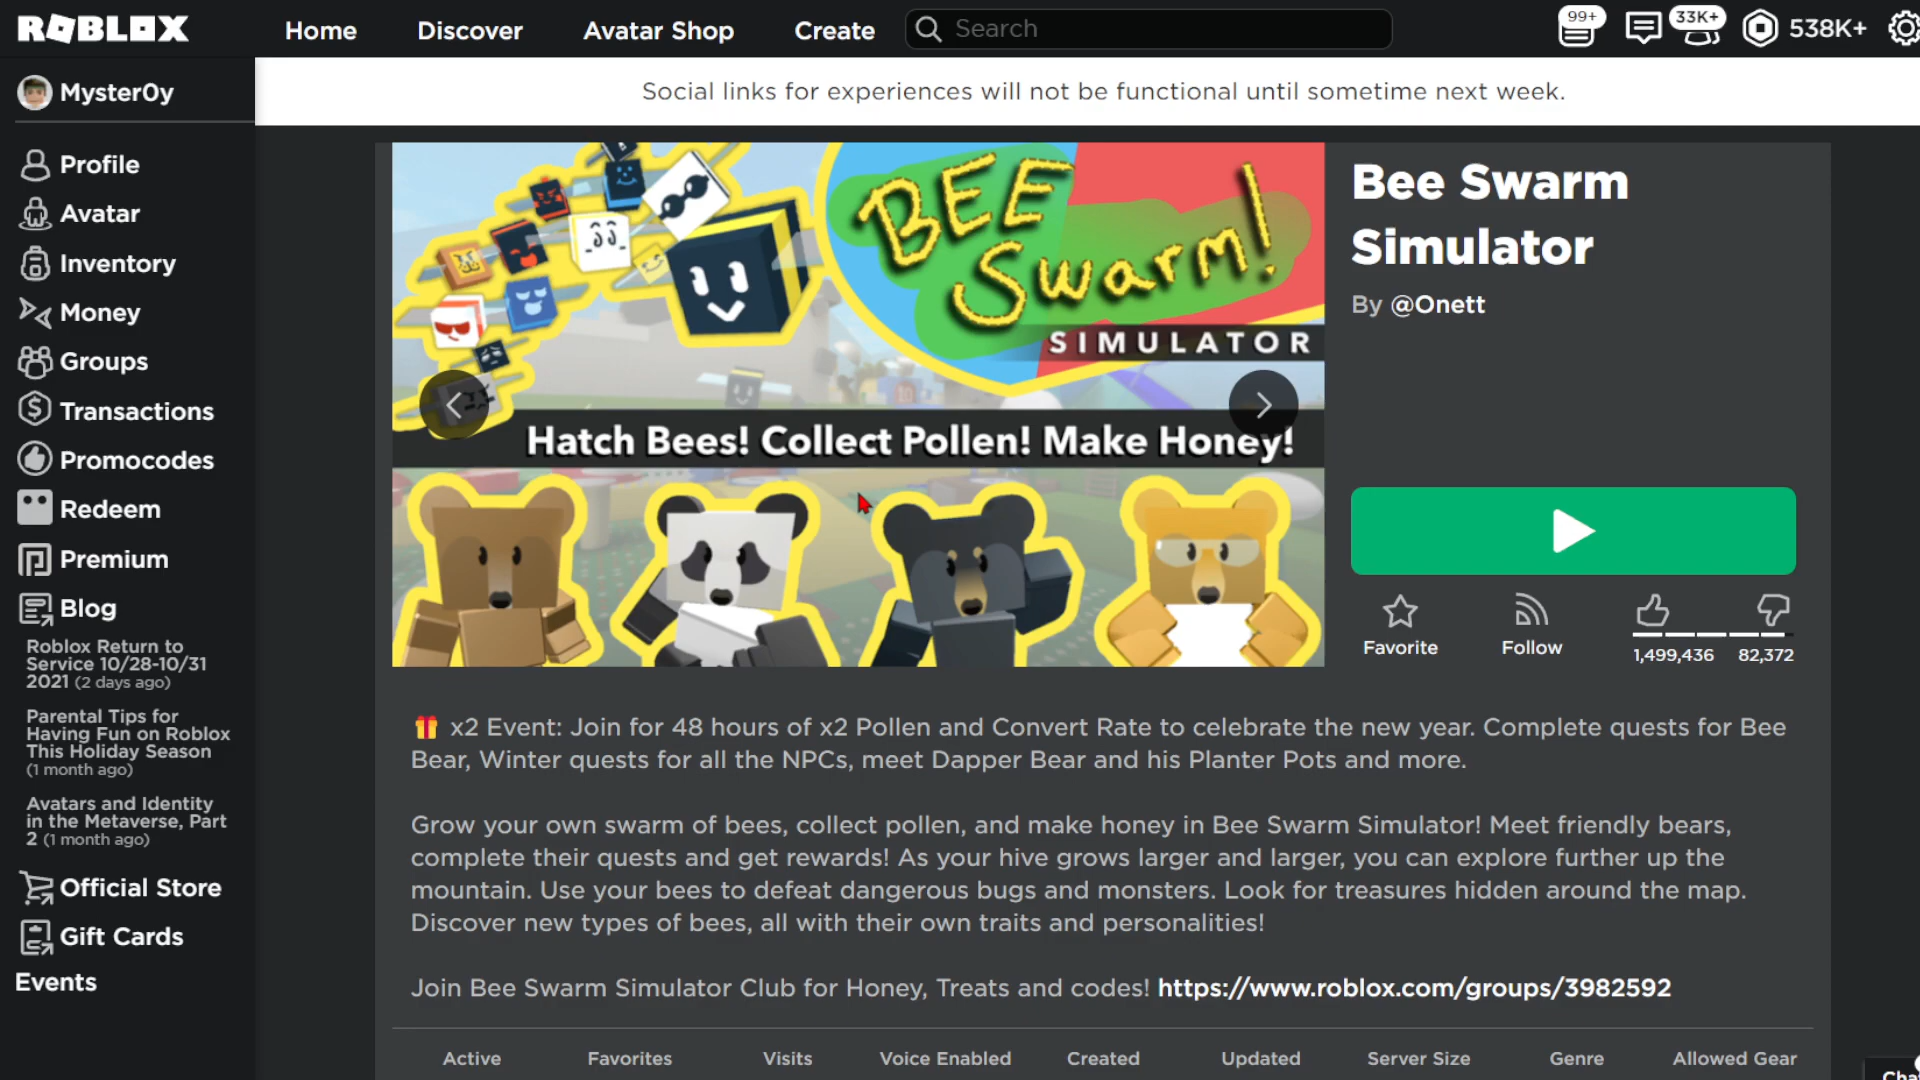 ROBLOX
Home
Discover
Avatar Shop
Create
Search
99+
33K+
538K+
Social links for experiences will not be functional until sometime next week.
Myster0y
Profile
Avatar
Inventory
Money
Groups
Transactions
Promocodes
Redeem
Premium
Blog
Roblox Return to
Service 10/28-10/31
2021 (2 days ago)
Parental Tips for
Having Fun on Roblox
This Holiday Season
(1 month ago)
Avatars and Identity
in the Metaverse, Part
2 (1 month ago)
Official Store
Gift Cards
Events
BEE
Swarm!
SIMULATOR
Hatch Bees! Collect Pollen! Make Honey!
Bee Swarm
Simulator
By @Onett
Favorite
Follow
1,499,436
82,372
x2 Event: Join for 48 hours of x2 Pollen and Convert Rate to celebrate the new year. Complete quests for Bee
Bear, Winter quests for all the NPCs, meet Dapper Bear and his Planter Pots and more.
Grow your own swarm of bees, collect pollen, and make honey in Bee Swarm Simulator! Meet friendly bears,
complete their quests and get rewards! As your hive grows larger and larger, you can explore further up the
mountain. Use your bees to defeat dangerous bugs and monsters. Look for treasures hidden around the map.
Discover new types of bees, all with their own traits and personalities!
Join Bee Swarm Simulator Club for Honey, Treats and codes! https://www.roblox.com/groups/3982592
Active
Favorites
Visits
Voice Enabled
Created
Updated
Server Size
Genre
Allowed Gear